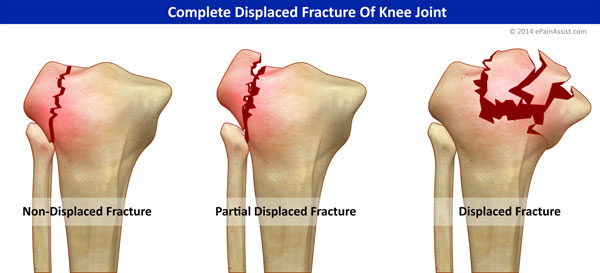 Complete Displaced Fracture Of Knee Joint
© 2014 ePainAssist.com
Non-Displaced Fracture
Partial Displaced Fracture
Displaced Fracture